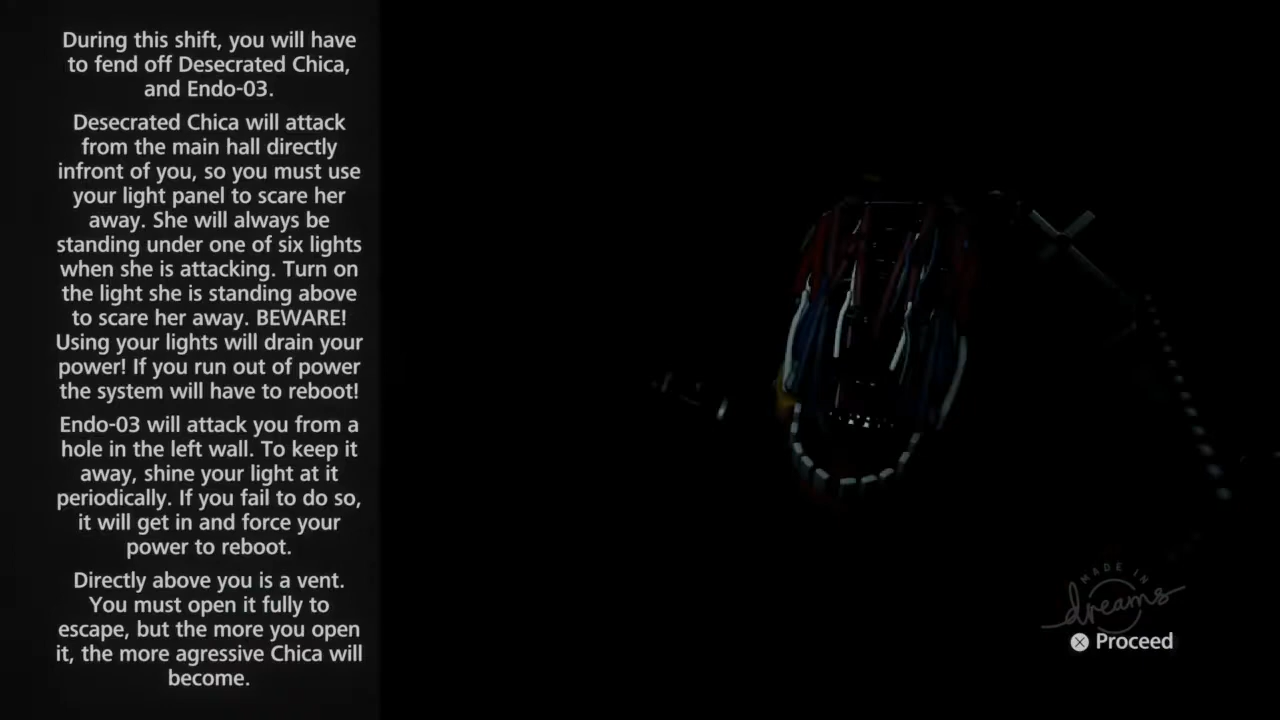 During this shift, you will have
to fend off Desecrated Chica,
and Endo-03.
Desecrated Chica will attack
from the main hall directly
infront of you, so you must use
your light panel to scare her
away. She will always be
standing under one of six lights
when she is attacking. Turn on
the light she is standing above
to scare her away. BEWARE!
Using your lights will drain your
power! If you run out of power
the system will have to reboot!
Endo-03 will attack you from a
hole in the left wall. To keep it
away, shine your light at it
periodically. If you fail to do so,
it will get in and force your
power to reboot.
Directly above you is a vent.
You must open it fully to
escape, but the more you open
it, the more agressive Chica will
become.
MADE IN
dreams
Proceed